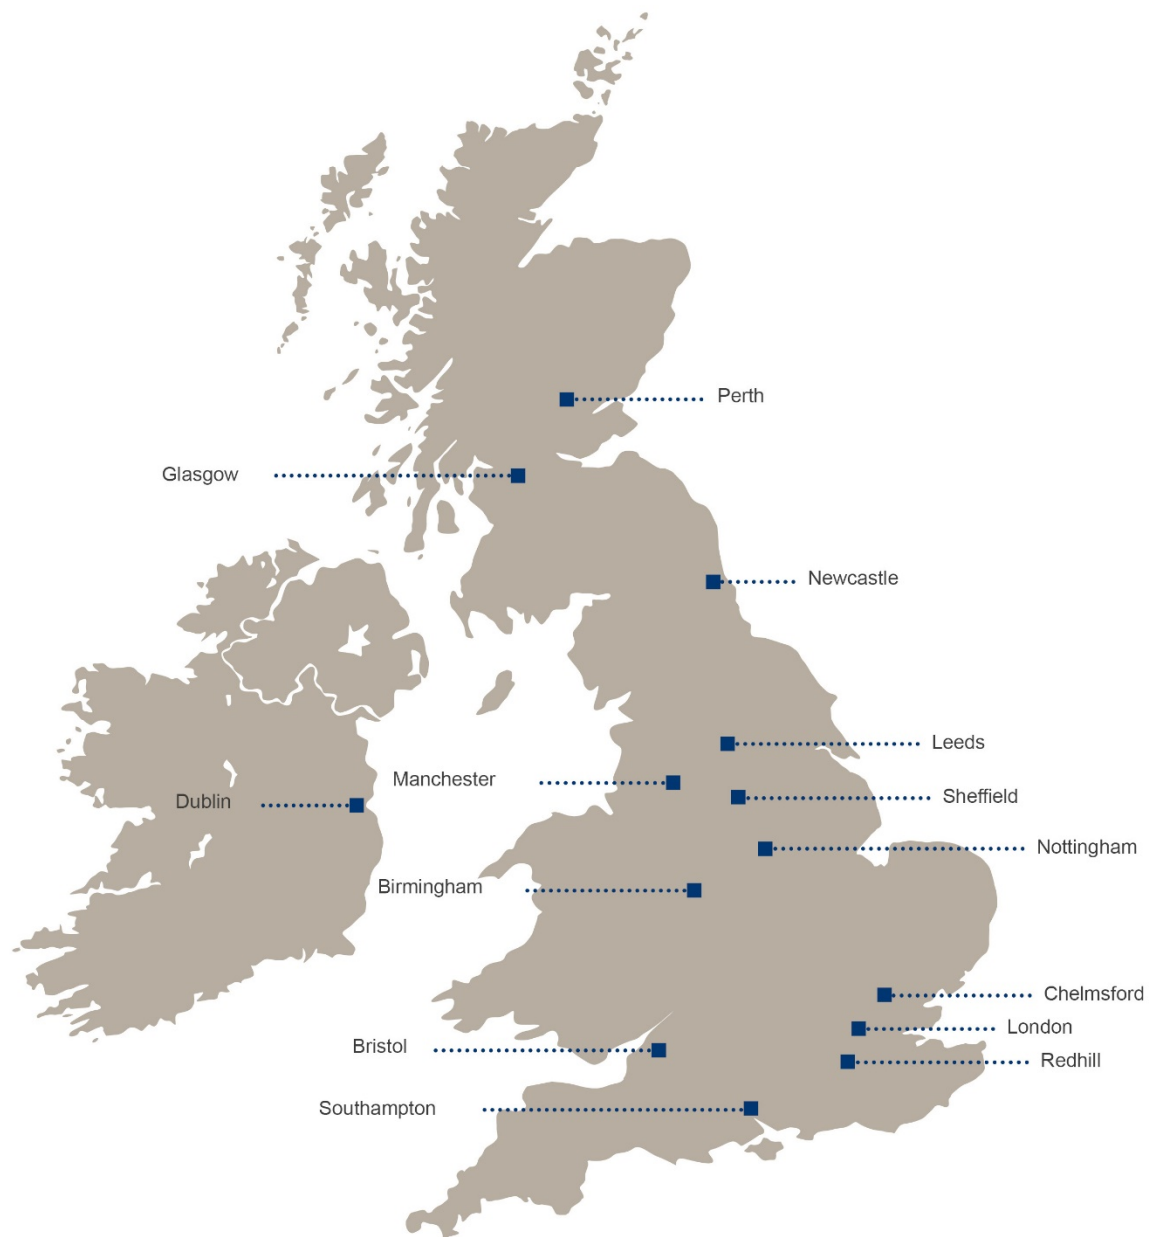 Perth
Glasgow
Newcastle
Leeds
Manchester
Sheffield
Dublin
Nottingham
Birmingham
Chelmsford
London
Bristol
Redhill
Southampton